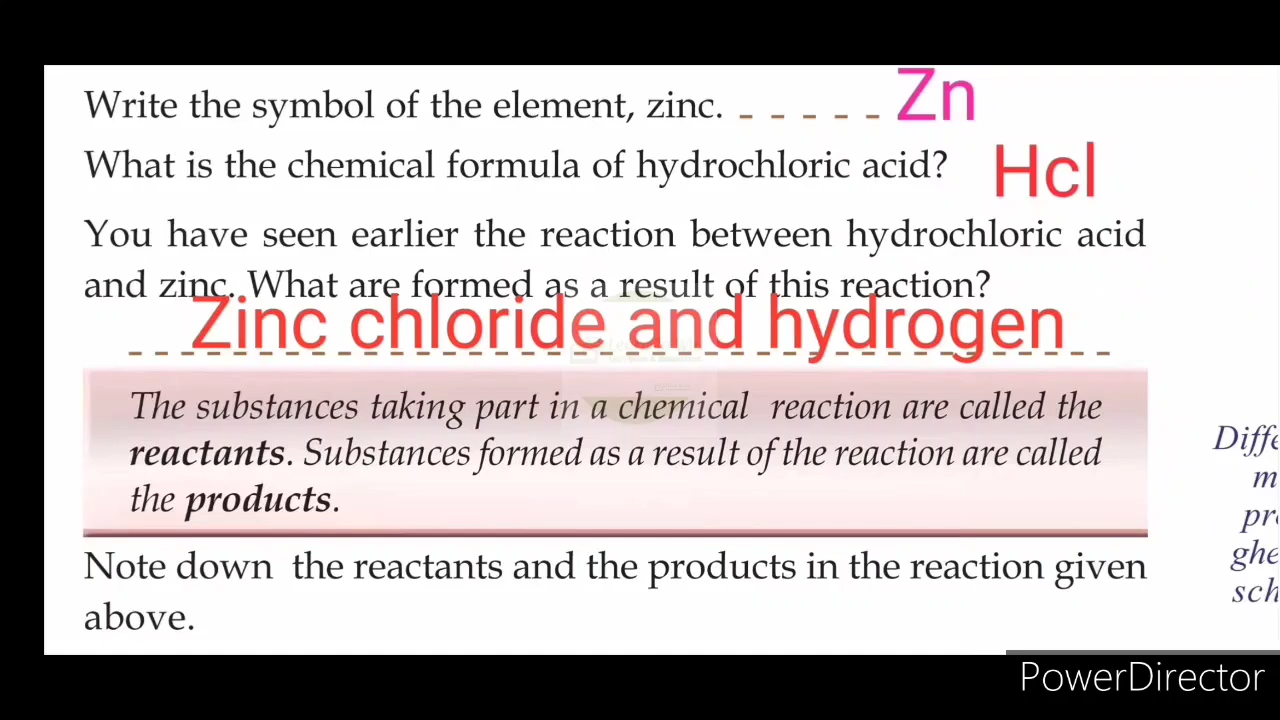 Write the symbol of the element, zinc. _ _ _ _ _ Zn
What is the chemical formula of hydrochloric acid? Hcl
You have seen earlier the reaction between hydrochloric acid
and zinc. What are formed as a result of this reaction?
Zinc chloride and hydrogen
The substances taking part in a chemical reaction are called the
reactants. Substances formed as a result of the reaction are called
the products.
Note down the reactants and the products in the reaction given
above.
PowerDirector